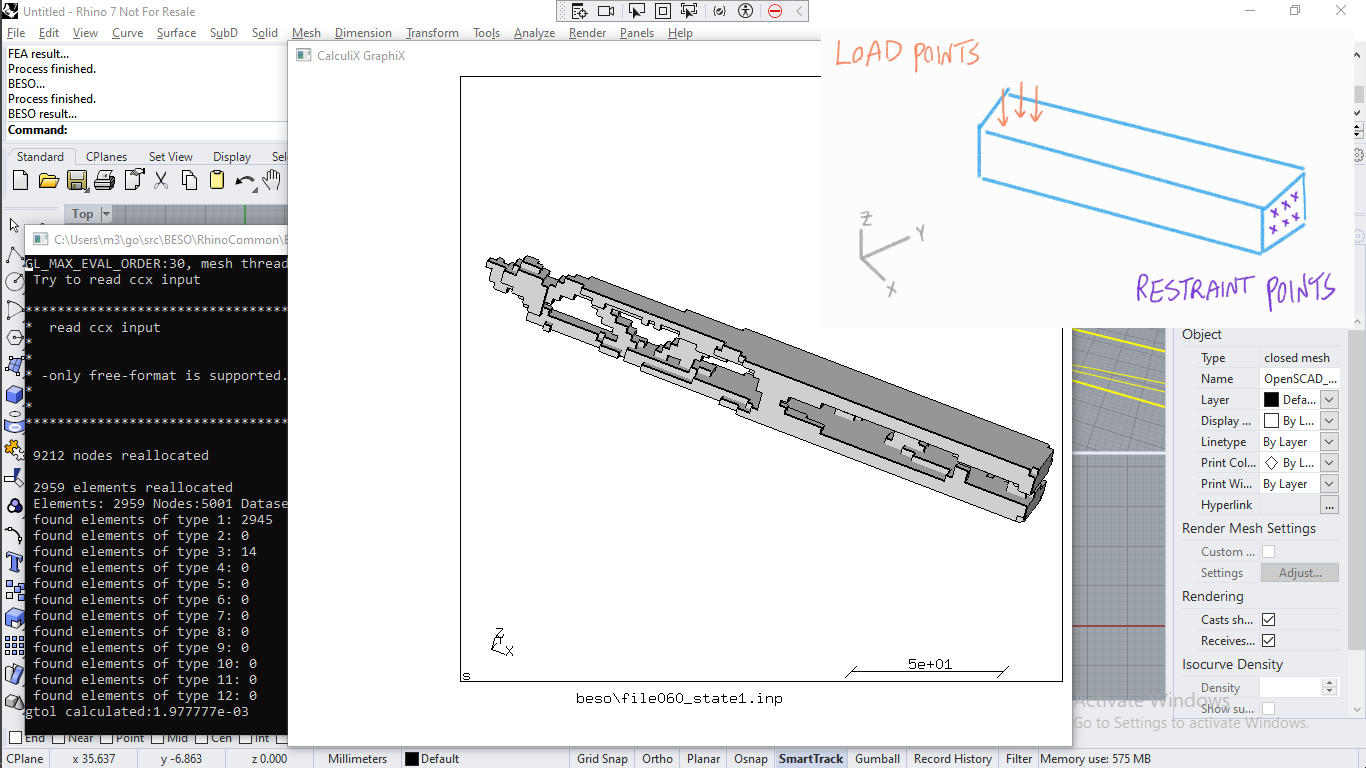 Untitled - Rhino 7 Not For Resale
File Edit View Curve Surface SubD Solid Mesh Dimension Transform Tools Analyze Render Panels Help
FEA result...
Process finished.
BESO...
Process finished.
BESO result...
Command:
Standard CPlanes Set View Display Sel
Top
C:\Users\m3\go\src\BESO\RhinoCommon\
GL_MAX_EVAL_ORDER:30, mesh thread
Try to read ccx input
****************************************
* read ccx input
*
*
* -only free-format is supported.
*
*
****************************************
9212 nodes reallocated
2959 elements reallocated
Elements: 2959 Nodes:5001 Datase
found elements of type 1: 2945
found elements of type 2: 0
found elements of type 3: 14
found elements of type 4: 0
found elements of type 5: 0
found elements of type 6: 0
found elements of type 7: 0
found elements of type 8: 0
found elements of type 9: 0
found elements of type 10: 0
found elements of type 11: 0
found elements of type 12: 0
gtol calculated:1.977777e-03
CalculiX GraphiX
Z
Y
X
5e+01
s
beso\file060_state1.inp
LOAD POINTS
Z
Y
X
RESTRAINT POINTS
Object
Type closed mesh
Name OpenSCAD_...
Layer Defa...
Display ... By L...
Linetype By Layer
Print Col... By L...
Print Wi... By Layer
Hyperlink ...
Render Mesh Settings
Custom ...
Settings Adjust...
Rendering
Casts sh...
Receives...
Isocurve Density
Density
Show su...
Activate Windows
Go to Settings to activate Windows.
End Near Point Mid Cen Int
CPlane x 35.637 y -6.863 z 0.000 Millimeters Default Grid Snap Ortho Planar Osnap SmartTrack Gumball Record History Filter Memory use: 575 MB